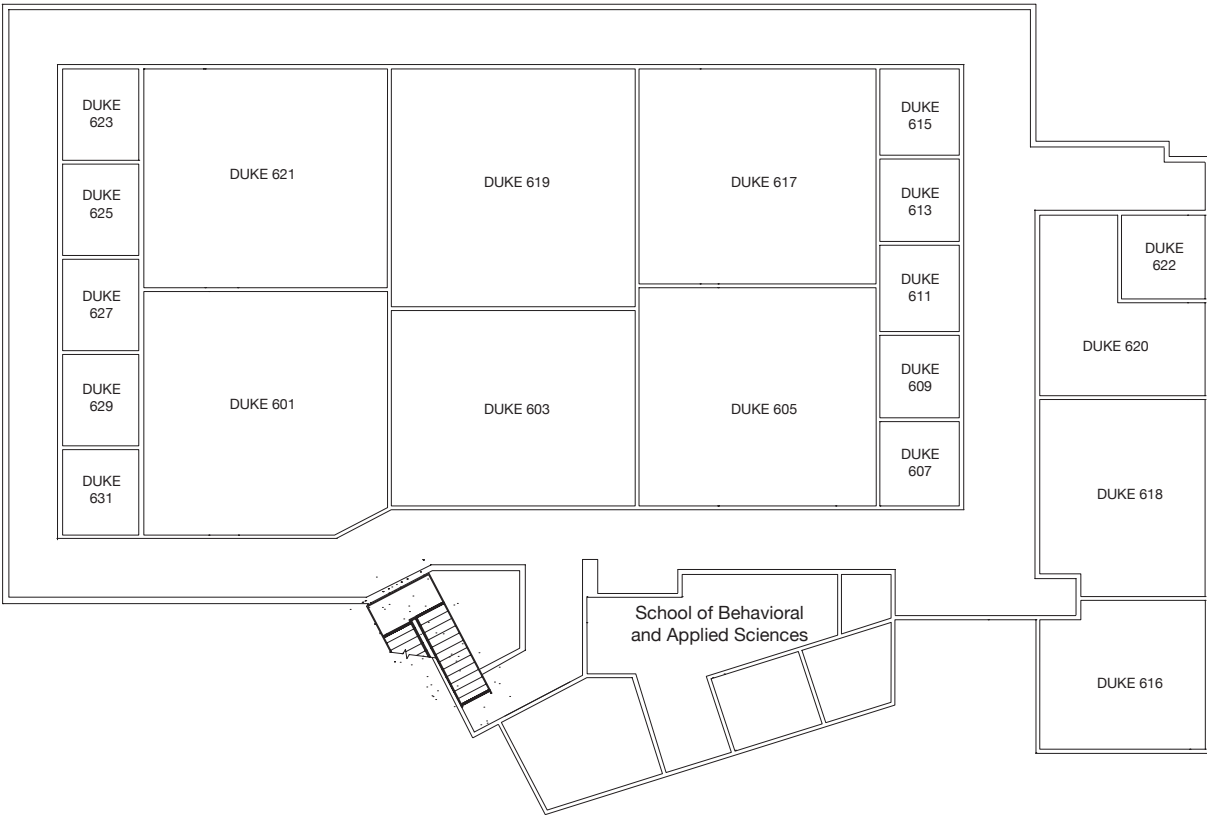 DUKE
623
DUKE
625
DUKE
627
DUKE
629
DUKE
631
DUKE 621
DUKE 619
DUKE 617
DUKE 601
DUKE 603
DUKE 605
DUKE
615
DUKE
613
DUKE
611
DUKE
609
DUKE
607
DUKE
622
DUKE 620
DUKE 618
DUKE 616
School of Behavioral
and Applied Sciences